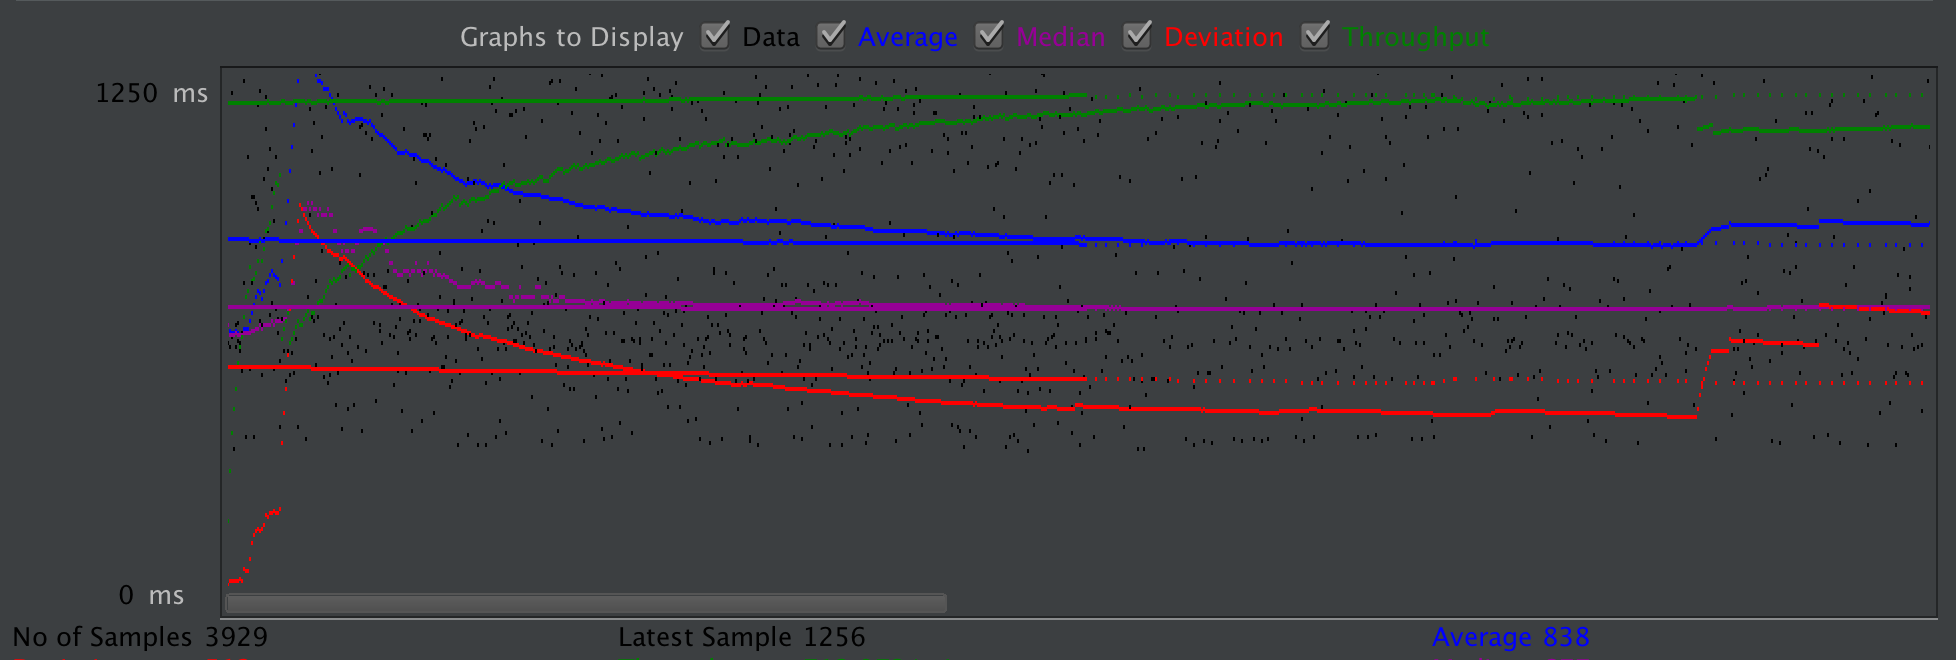 Graphs to Display Data Average Median Deviation Throughput
1250 ms
0 ms
No of Samples 3929 Latest Sample 1256 Average 838